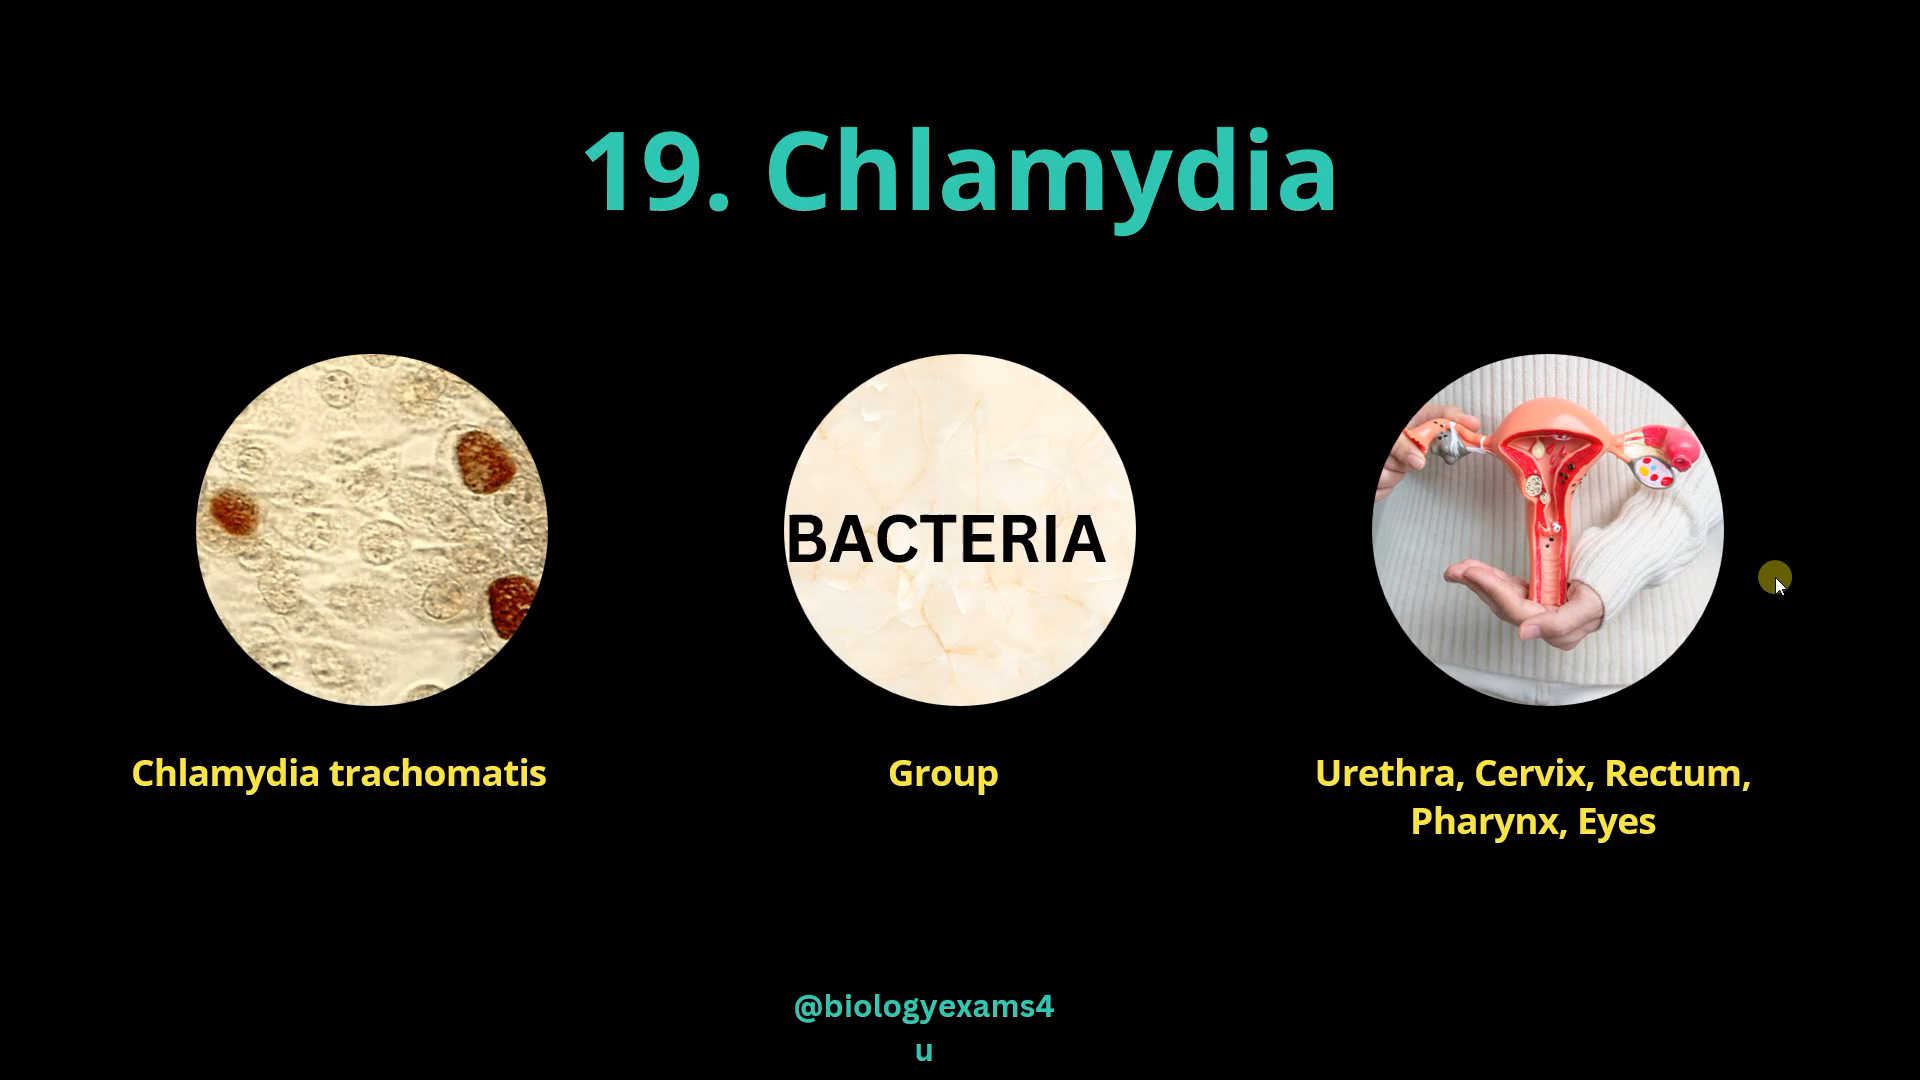 19. Chlamydia
BACTERIA
Chlamydia trachomatis
Group
Urethra, Cervix, Rectum,
Pharynx, Eyes
@biologyexams4
u